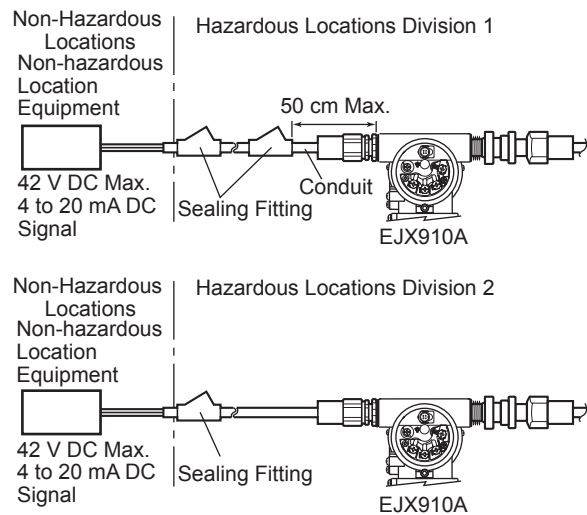 Non-Hazardous
Locations
Hazardous Locations Division 1
Non-hazardous
Location
Equipment
50 cm Max.
42 V DC Max.
4 to 20 mA DC
Signal
Sealing Fitting
Conduit
EJX910A
Non-Hazardous
Locations
Hazardous Locations Division 2
Non-hazardous
Location
Equipment
42 V DC Max.
4 to 20 mA DC
Signal
Sealing Fitting
EJX910A